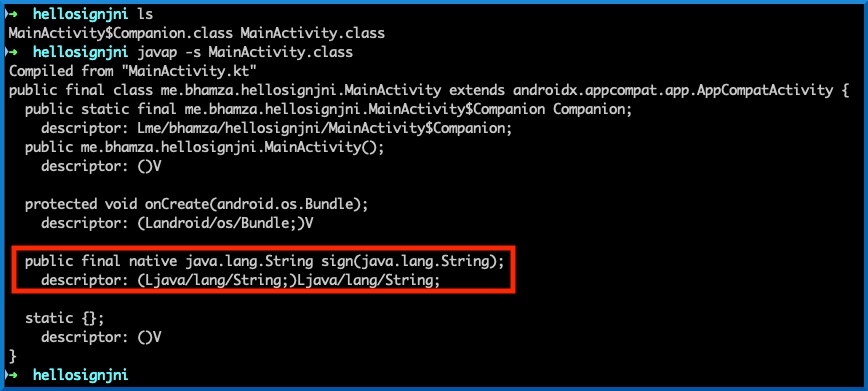 ➜ hellosignjni ls
MainActivity$Companion.class MainActivity.class
➜ hellosignjni javap -s MainActivity.class
Compiled from "MainActivity.kt"
public final class me.bhamza.hellosignjni.MainActivity extends androidx.appcompat.app.AppCompatActivity {
  public static final me.bhamza.hellosignjni.MainActivity$Companion Companion;
    descriptor: Lme/bhamza/hellosignjni/MainActivity$Companion;
  public me.bhamza.hellosignjni.MainActivity();
    descriptor: ()V
  protected void onCreate(android.os.Bundle);
    descriptor: (Landroid/os/Bundle;)V
  public final native java.lang.String sign(java.lang.String);
    descriptor: (Ljava/lang/String;)Ljava/lang/String;
  static {};
    descriptor: ()V
}
➜ hellosignjni